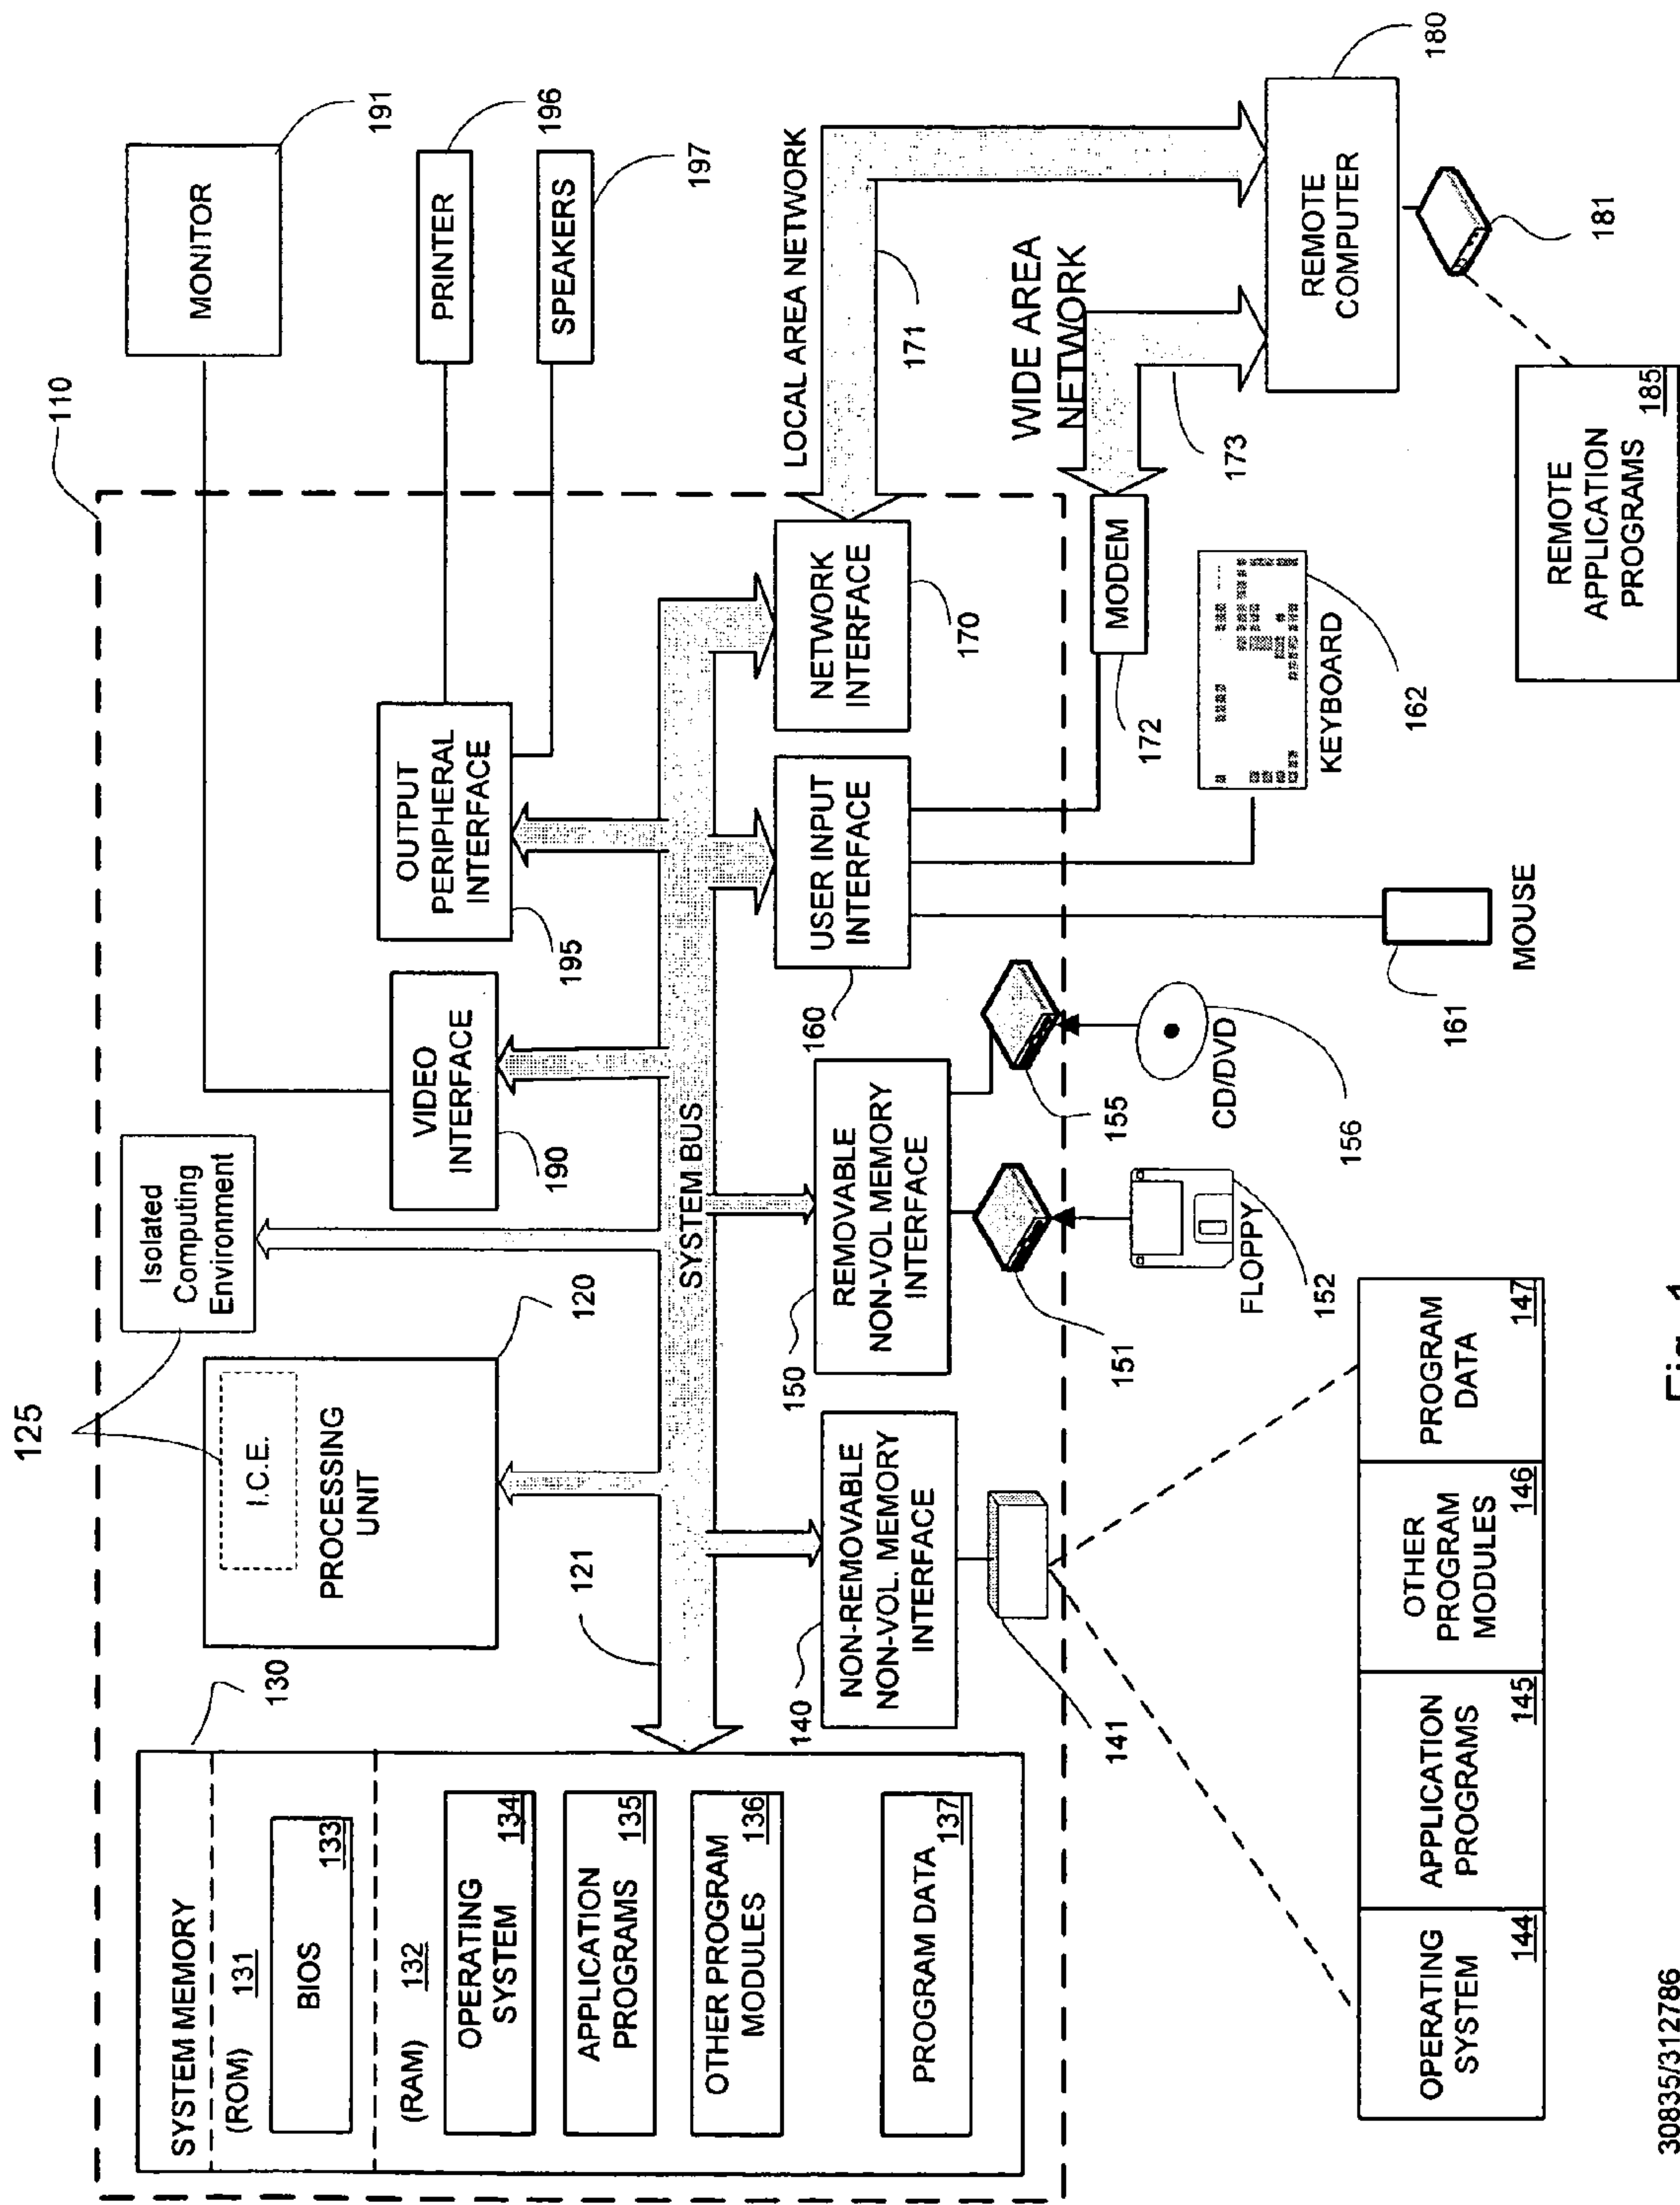 110
125
SYSTEM MEMORY
(ROM) 131
BIOS
133
(RAM) 132
OPERATING
SYSTEM
134
APPLICATION
PROGRAMS
135
OTHER PROGRAM
MODULES
136
PROGRAM DATA
137
130
I.C.E.
PROCESSING
UNIT
120
Isolated
Computing
Environment
121
SYSTEM BUS
VIDEO
INTERFACE
190
OUTPUT
PERIPHERAL
INTERFACE
195
MONITOR
191
PRINTER
196
SPEAKERS
197
140
NON-REMOVABLE
NON-VOL. MEMORY
INTERFACE
141
150
REMOVABLE
NON-VOL MEMORY
INTERFACE
151
155
160
USER INPUT
INTERFACE
NETWORK
INTERFACE
170
LOCAL AREA NETWORK
171
WIDE AREA
NETWORK
173
MODEM
172
FLOPPY
152
CD/DVD
156
161
MOUSE
KEYBOARD
162
REMOTE
COMPUTER
180
181
REMOTE
APPLICATION
PROGRAMS
185
OPERATING
SYSTEM
144
APPLICATION
PROGRAMS
145
OTHER
PROGRAM
MODULES
146
PROGRAM
DATA
147
Fig. 1
30835/312786